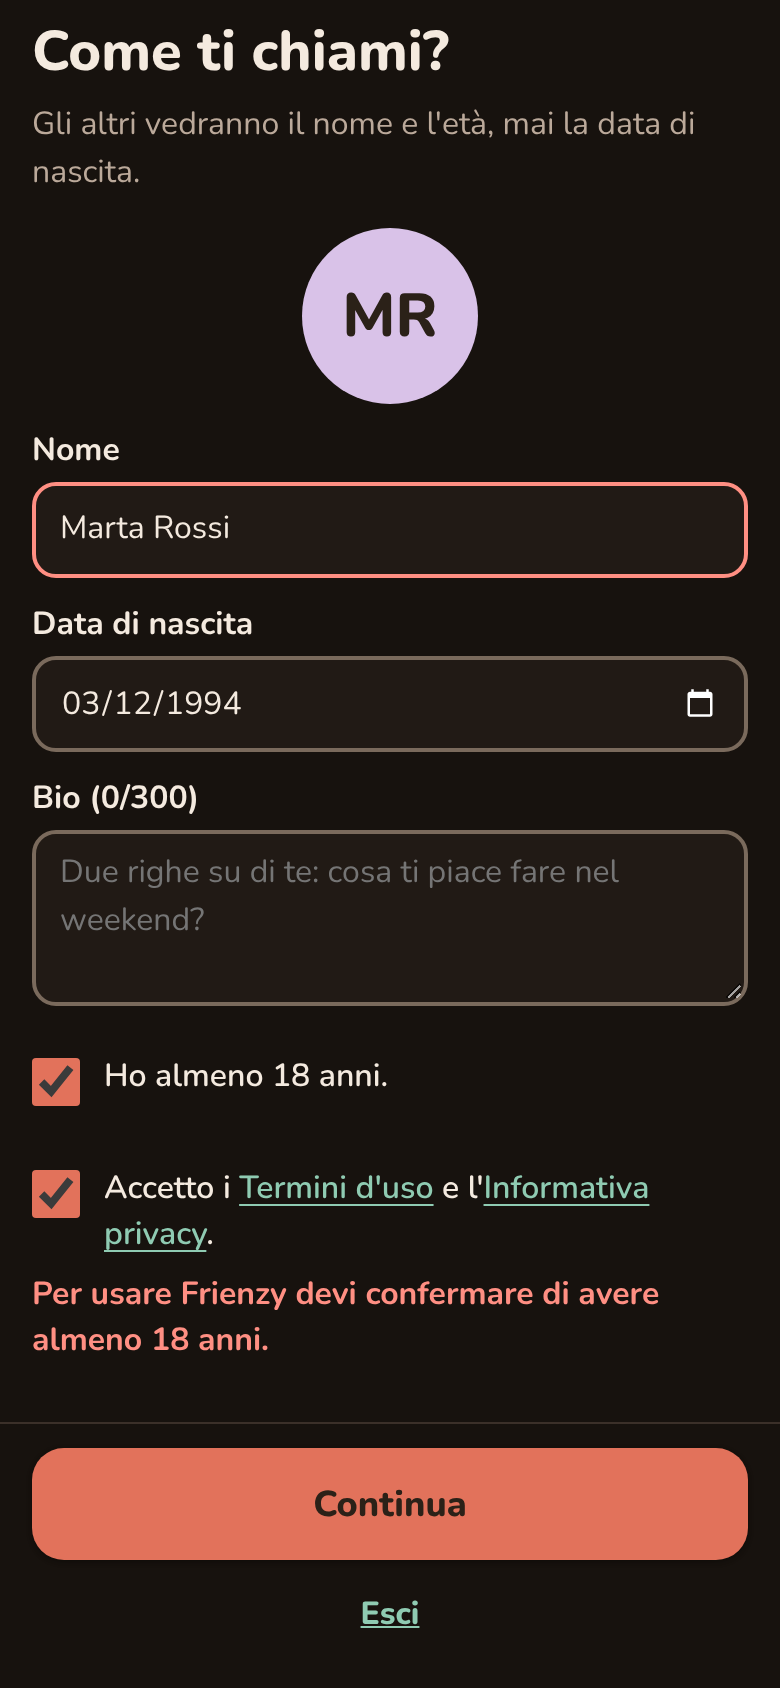 Come ti chiami?
Gli altri vedranno il nome e l'età, mai la data di
nascita.
MR
Nome
Marta Rossi
Data di nascita
03/12/1994
Bio (0/300)
Due righe su di te: cosa ti piace fare nel
weekend?
Ho almeno 18 anni.
Accetto i Termini d'uso e l'Informativa
privacy.
Per usare Frienzy devi confermare di avere
almeno 18 anni.
Continua
Esci